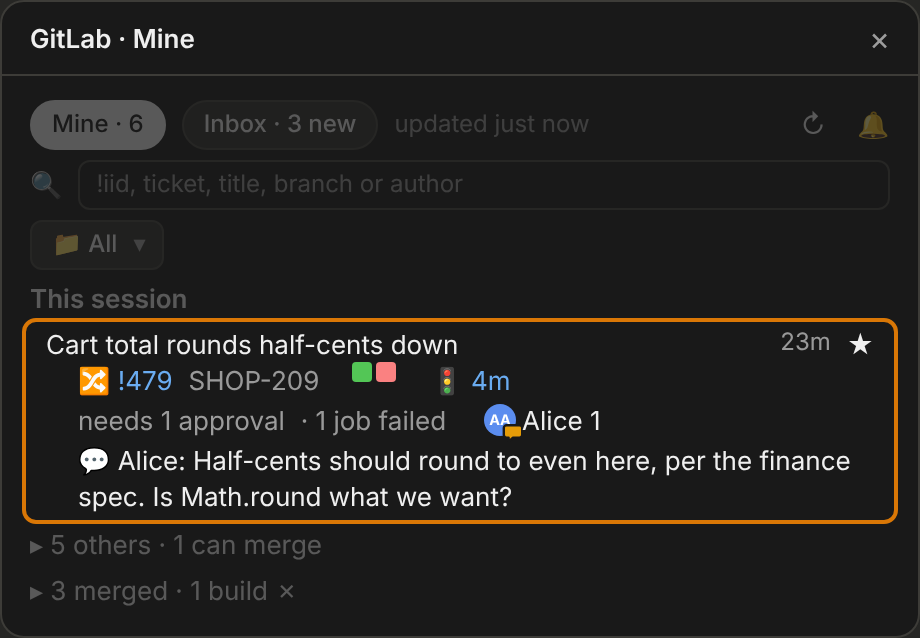 GitLab · Mine ×
Mine · 6 Inbox · 3 new updated just now
!iid, ticket, title, branch or author
All ▾
This session
Cart total rounds half-cents down 23m ★
!479 SHOP-209 4m
needs 1 approval · 1 job failed AA Alice 1
Alice: Half-cents should round to even here, per the finance
spec. Is Math.round what we want?
▸ 5 others · 1 can merge
▸ 3 merged · 1 build ×